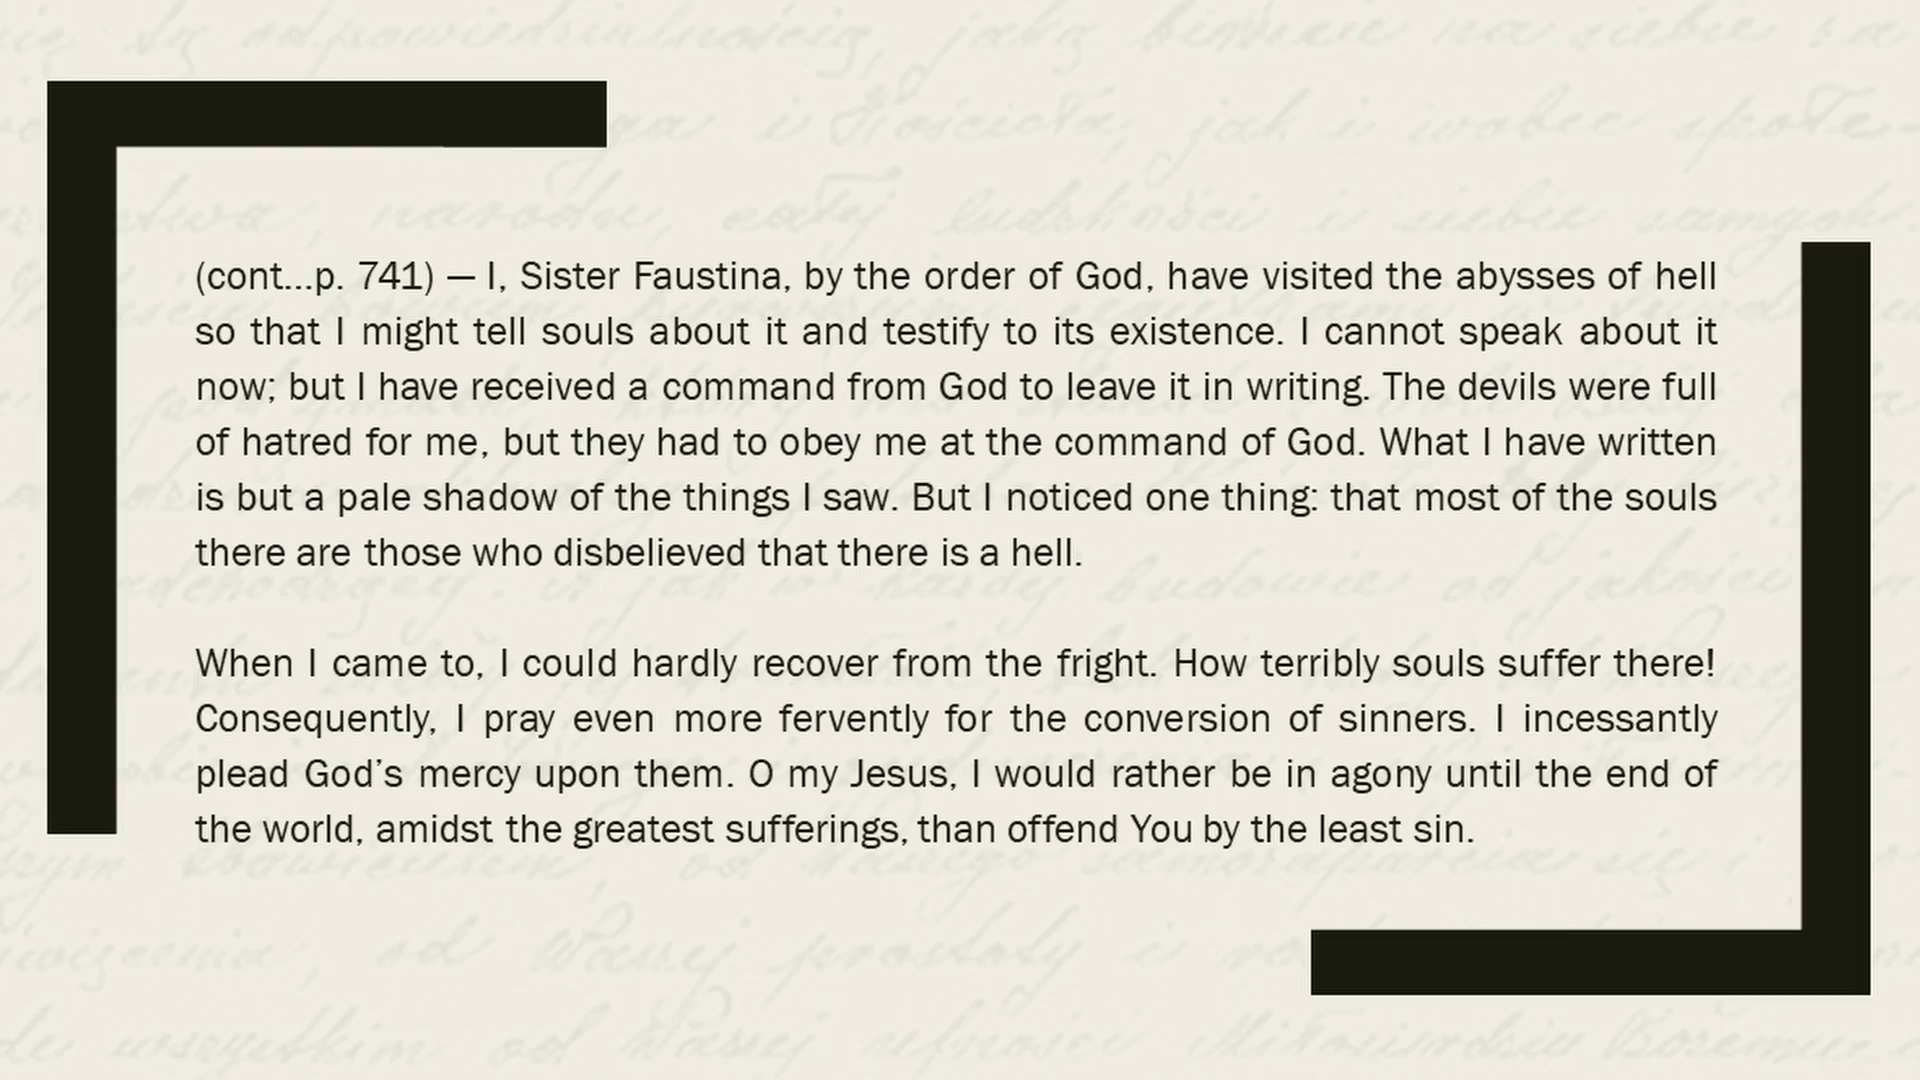 (cont...p. 741) — I, Sister Faustina, by the order of God, have visited the abysses of hell
so that I might tell souls about it and testify to its existence. I cannot speak about it
now; but I have received a command from God to leave it in writing. The devils were full
of hatred for me, but they had to obey me at the command of God. What I have written
is but a pale shadow of the things I saw. But I noticed one thing: that most of the souls
there are those who disbelieved that there is a hell.
When I came to, I could hardly recover from the fright. How terribly souls suffer there!
Consequently, I pray even more fervently for the conversion of sinners. I incessantly
plead God’s mercy upon them. O my Jesus, I would rather be in agony until the end of
the world, amidst the greatest sufferings, than offend You by the least sin.